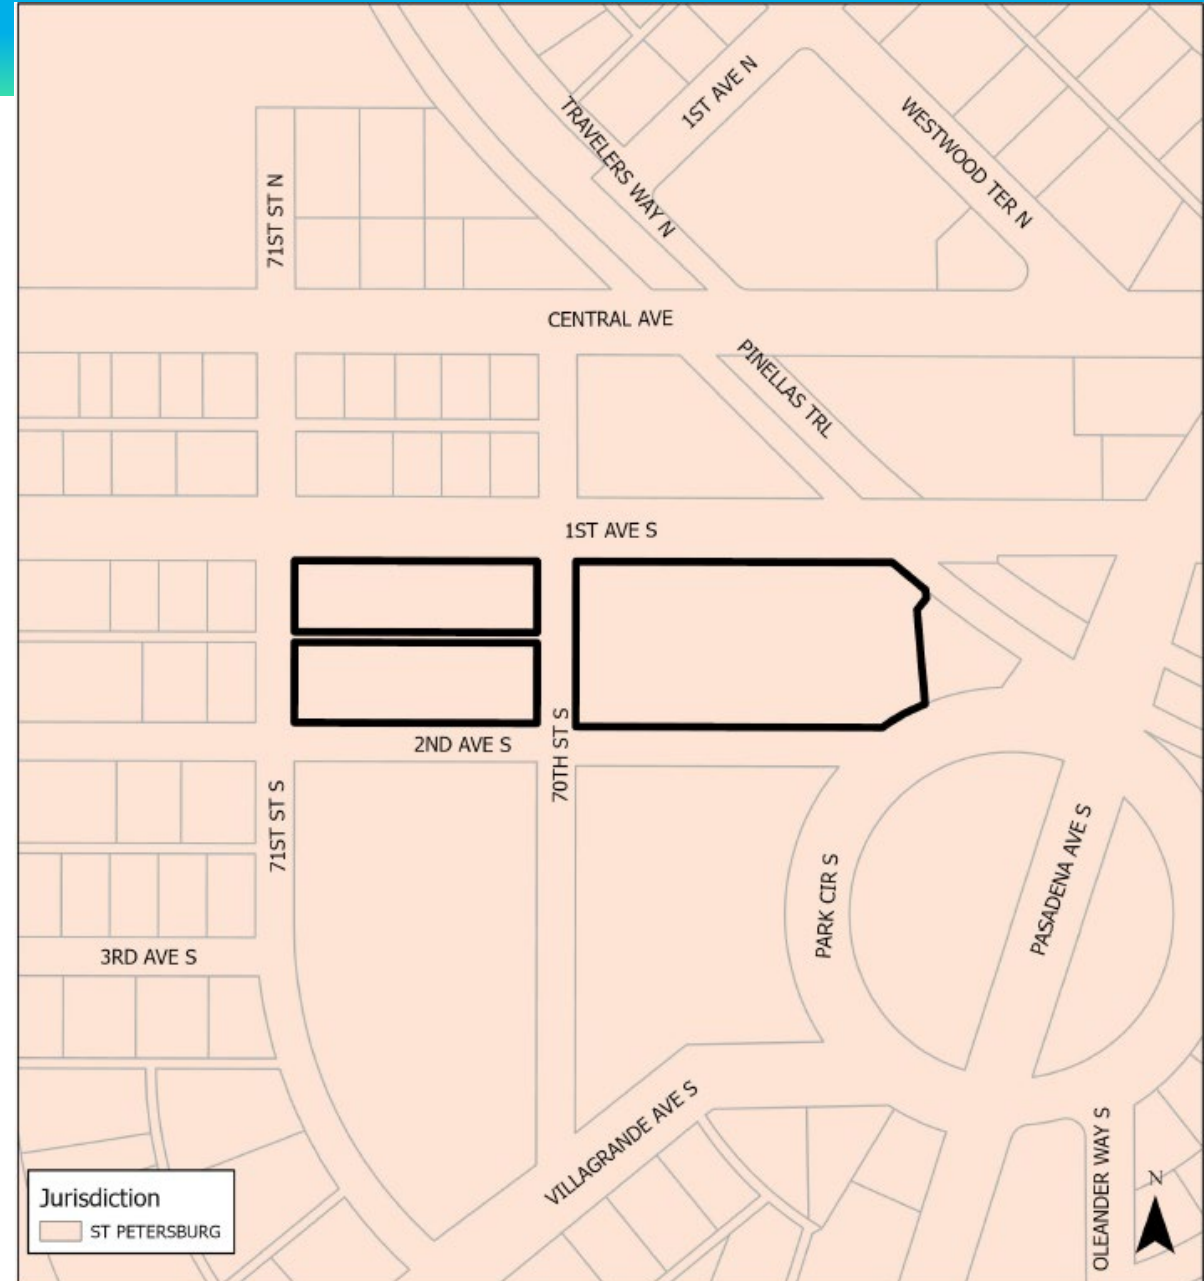 1ST AVE N
TRAVELERS WAY N
WESTWOOD TER N
71ST ST N
CENTRAL AVE
PINELLAS TRL
1ST AVE S
70TH ST S
2ND AVE S
71ST ST S
PARK CIR S
PASADENA AVE S
3RD AVE S
VILLAGRANDE AVE S
OLEANDER WAY S
N
Jurisdiction
ST PETERSBURG